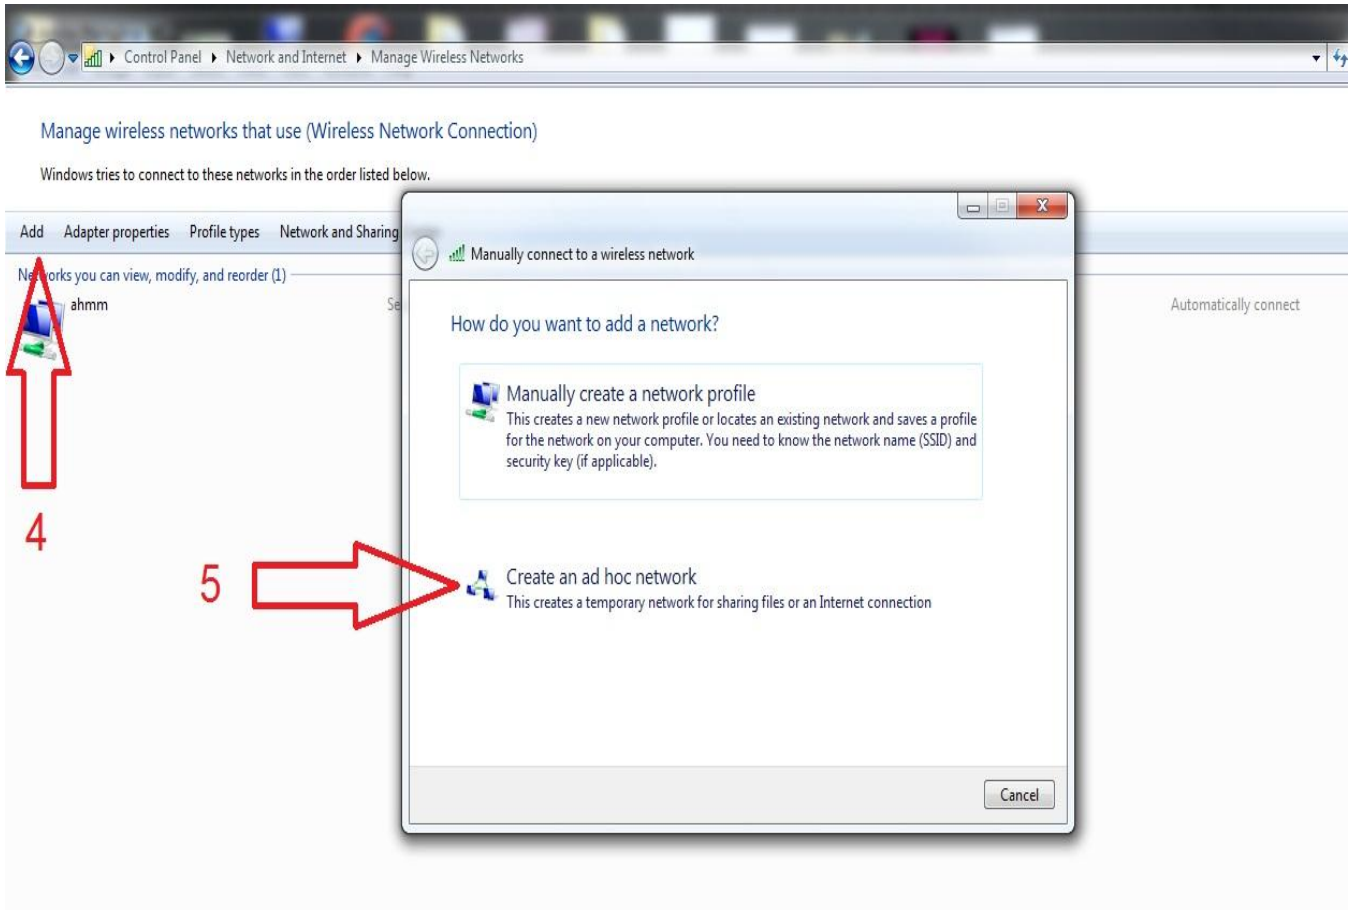 Control Panel Network and Internet Manage Wireless Networks
Manage wireless networks that use (Wireless Network Connection)
Windows tries to connect to these networks in the order listed below.
Add Adapter properties Profile types Network and Sharing
Networks you can view, modify, and reorder (1)
ahmm
Se
Automatically connect
4
5
X
Manually connect to a wireless network
How do you want to add a network?
Manually create a network profile
This creates a new network profile or locates an existing network and saves a profile
for the network on your computer. You need to know the network name (SSID) and
security key (if applicable).
Create an ad hoc network
This creates a temporary network for sharing files or an Internet connection
Cancel